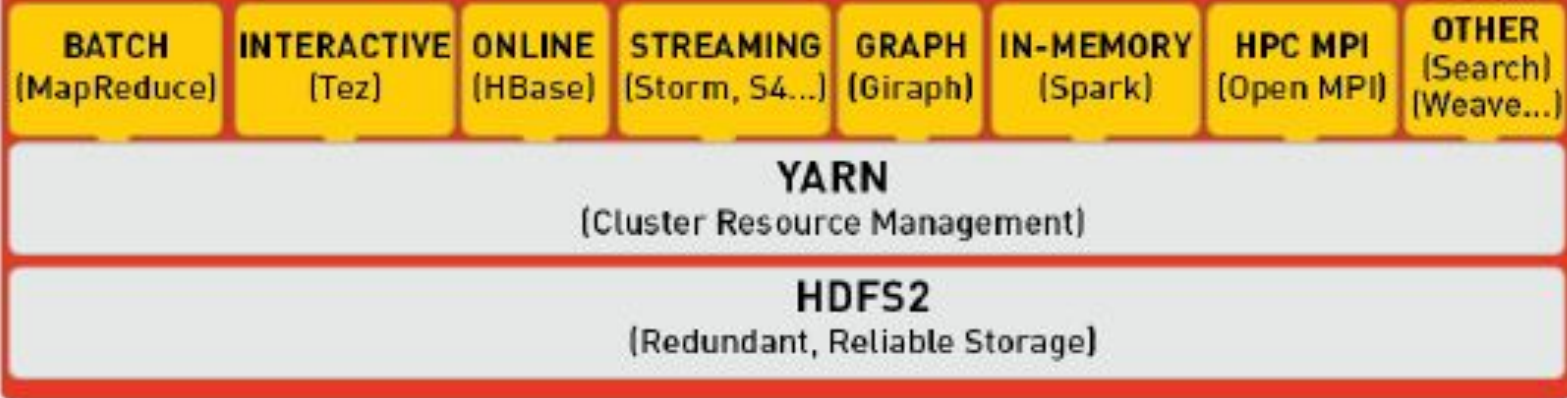 BATCH
(MapReduce)
INTERACTIVE
(Tez)
ONLINE
(HBase)
STREAMING
(Storm, S4...)
GRAPH
(Giraph)
IN-MEMORY
(Spark)
HPC MPI
(Open MPI)
OTHER
(Search)
(Weave...)
YARN
(Cluster Resource Management)
HDFS2
(Redundant, Reliable Storage)